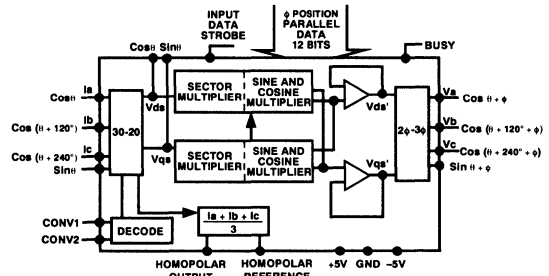 INPUT DATA STROBE
ϕ POSITION PARALLEL DATA 12 BITS
BUSY
Cosθ Sinθ
Cosθ
Ia
Cos (θ + 120°)
Ib
Cos (θ + 240°)
Ic
Sinθ
30-20
Vds
Vqs
SECTOR MULTIPLIER
SINE AND COSINE MULTIPLIER
SECTOR MULTIPLIER
SINE AND COSINE MULTIPLIER
Vds'
Vqs'
2ϕ-3ϕ
Va
Cos θ + ϕ
Vb
Cos (θ + 120° + ϕ)
Vc
Cos (θ + 240° + ϕ)
Sin θ + ϕ
CONV1
CONV2
DECODE
Ia + Ib + Ic
3
HOMOPOLAR OUTPUT
HOMOPOLAR REFERENCE
+5V GND -5V